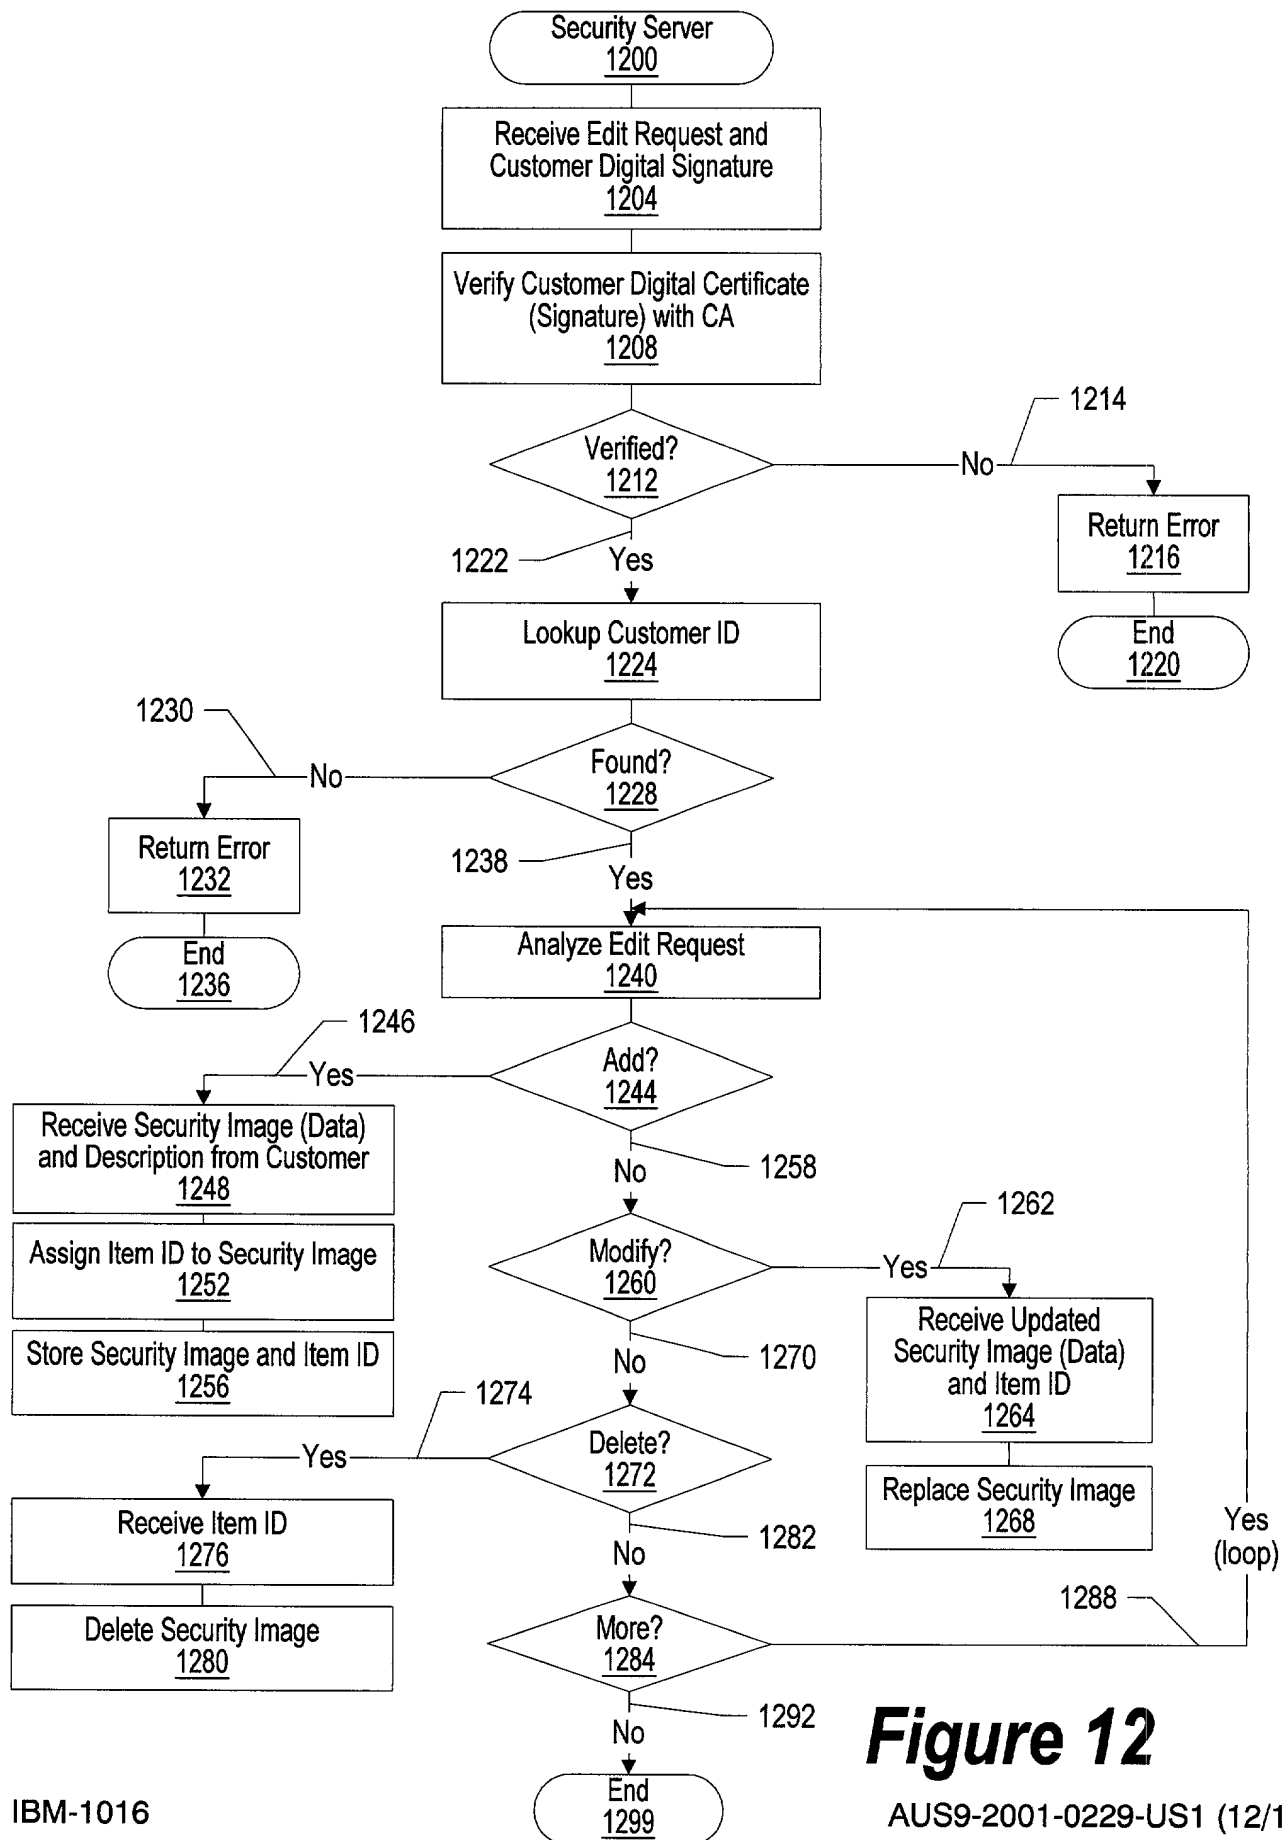 Security Server
1200
Receive Edit Request and
Customer Digital Signature
1204
Verify Customer Digital Certificate
(Signature) with CA
1208
1214
Verified?
1212
No
Return Error
1216
End
1220
1222
Yes
Lookup Customer ID
1224
1230
No
Found?
1228
Return Error
1232
End
1236
1238
Yes
Analyze Edit Request
1240
1246
Yes
Add?
1244
Receive Security Image (Data)
and Description from Customer
1248
Assign Item ID to Security Image
1252
Store Security Image and Item ID
1256
1258
No
1262
Modify?
1260
Yes
Receive Updated
Security Image (Data)
and Item ID
1264
Replace Security Image
1268
1270
No
1274
Yes
Delete?
1272
Receive Item ID
1276
Delete Security Image
1280
1282
No
Yes
(loop)
1288
More?
1284
1292
No
End
1299
Figure 12
IBM-1016
AUS9-2001-0229-US1 (12/1